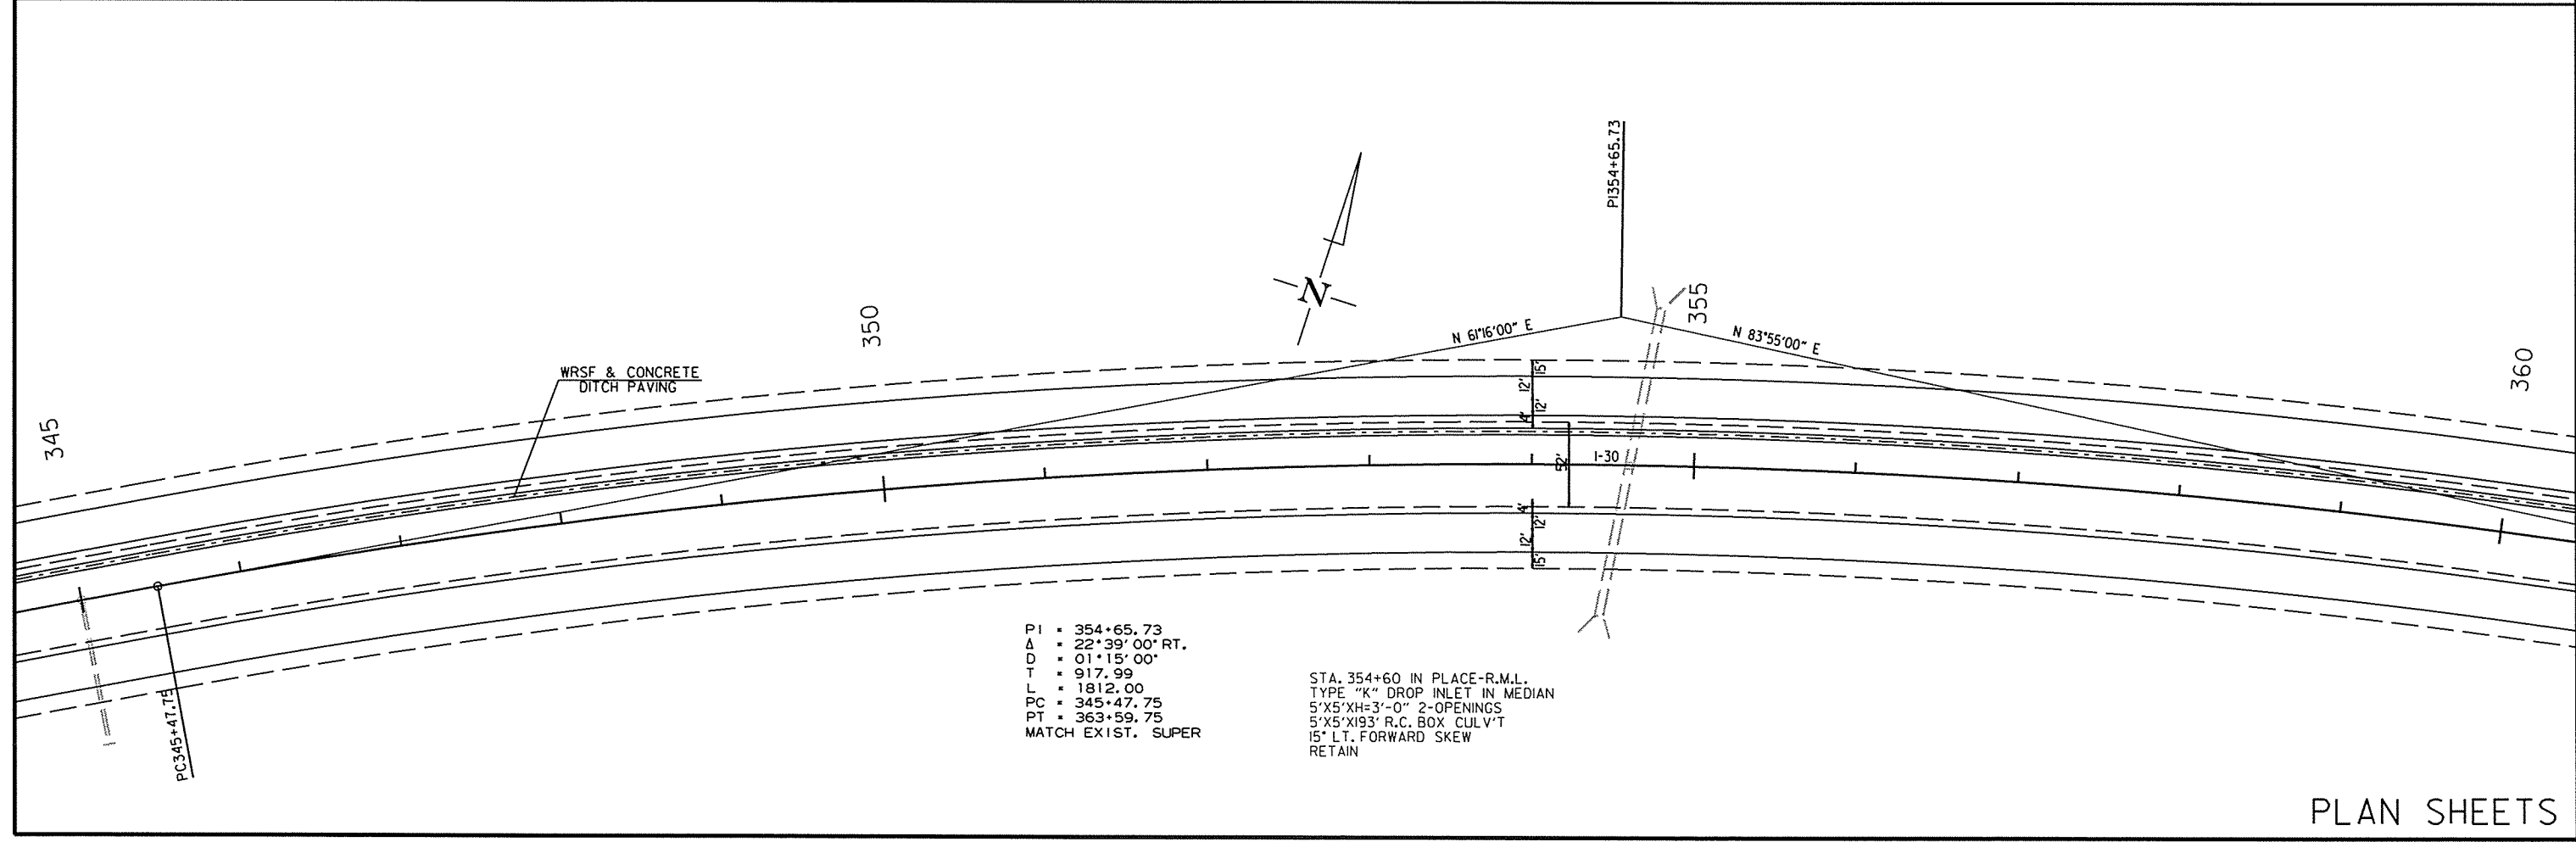 PI354+65.73
N
350
355
N 61°16'00" E
N 83°55'00" E
360
WRSF & CONCRETE
DITCH PAVING
345
15'
12'
12'
4'
52'
I-30
4'
12'
12'
15'
PC345+47.75
PI = 354+65.73
Δ = 22°39'00" RT.
D = 01°15'00"
T = 917.99
L = 1812.00
PC = 345+47.75
PT = 363+59.75
MATCH EXIST. SUPER
STA. 354+60 IN PLACE-R.M.L.
TYPE "K" DROP INLET IN MEDIAN
5'X5'XH=3'-0" 2-OPENINGS
5'X5'X193' R.C. BOX CULV'T
15° LT. FORWARD SKEW
RETAIN
PLAN SHEETS